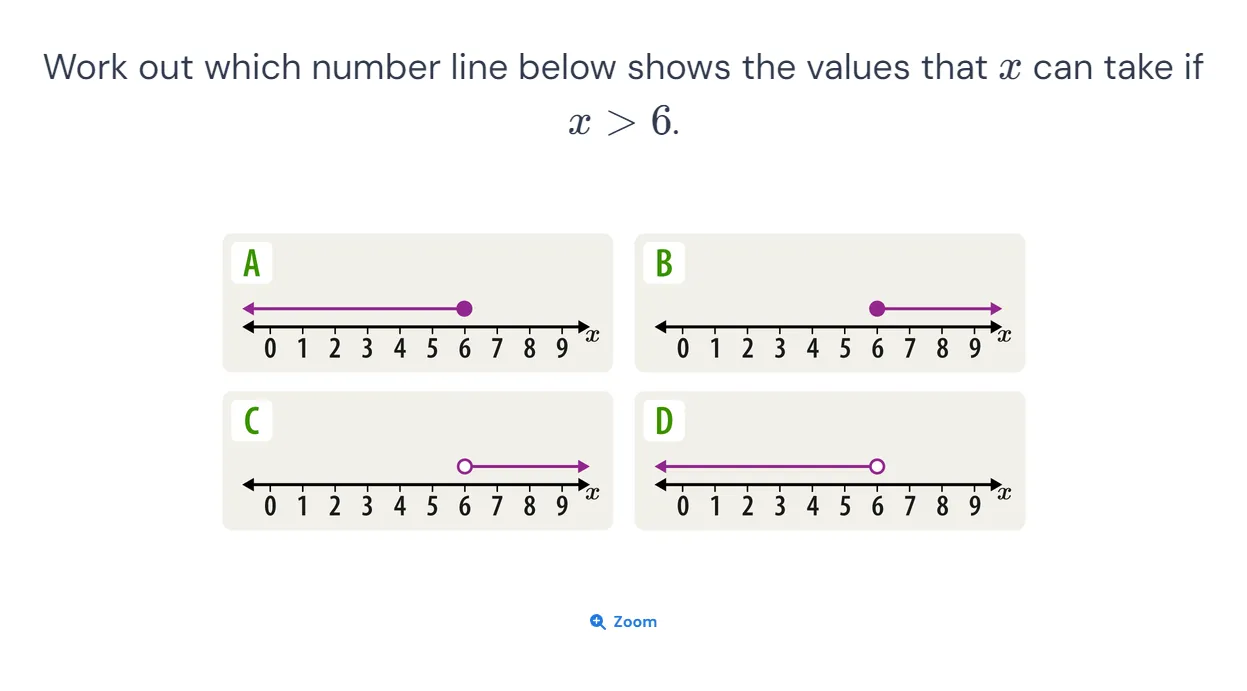 Work out which number line below shows the values that x can take if
x > 6.
A
B
x
0 1 2 3 4 5 6 7 8 9
x
0 1 2 3 4 5 6 7 8 9
C
D
x
0 1 2 3 4 5 6 7 8 9
x
0 1 2 3 4 5 6 7 8 9
Zoom